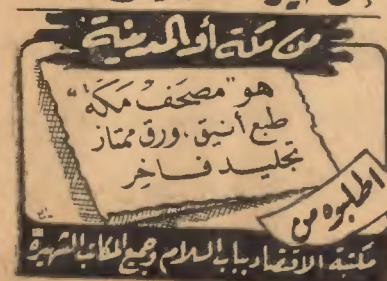 من مكة أو المدينة
هو "مصحف مكة"
طبع أنيق . ورق ممتاز
تجليد فاخر
اطلبوه من
مكتبة الاقتصاد بباب السلام وجميع المكاتب الشهيرة